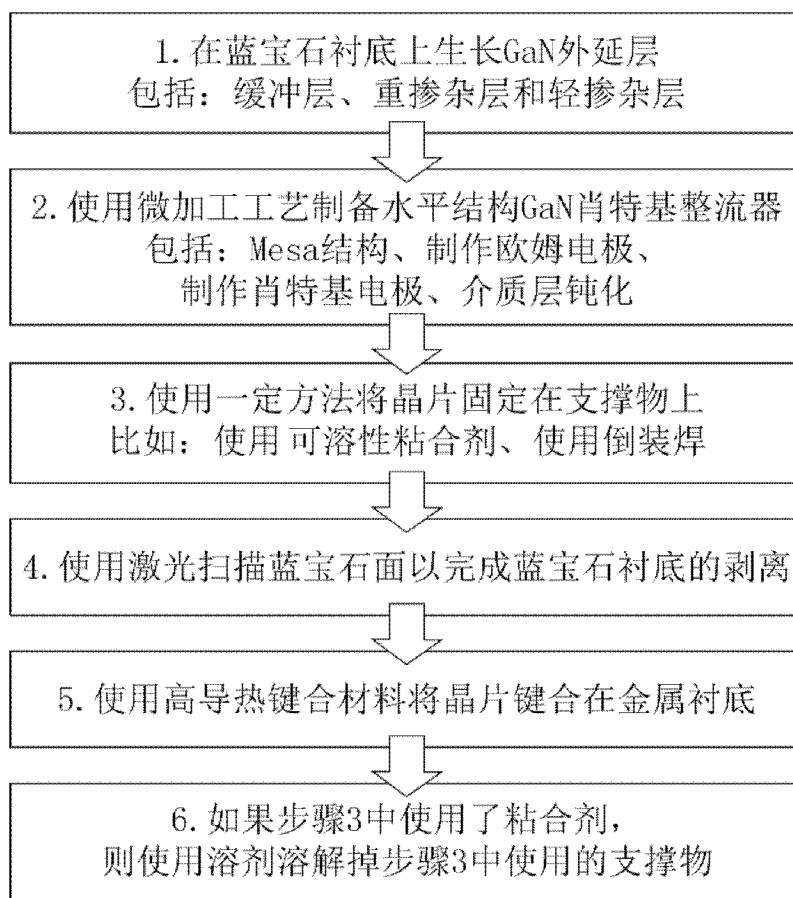 1.在蓝宝石衬底上生长GaN外延层
包括：缓冲层、重掺杂层和轻掺杂层
2.使用微加工工艺制备水平结构GaN肖特基整流器
包括：Mesa结构、制作欧姆电极、
制作肖特基电极、介质层钝化
3.使用一定方法将晶片固定在支撑物上
比如：使用可溶性粘合剂、使用倒装焊
4.使用激光扫描蓝宝石面以完成蓝宝石衬底的剥离
5.使用高导热键合材料将晶片键合在金属衬底
6.如果步骤3中使用了粘合剂，
则使用溶剂溶解掉步骤3中使用的支撑物